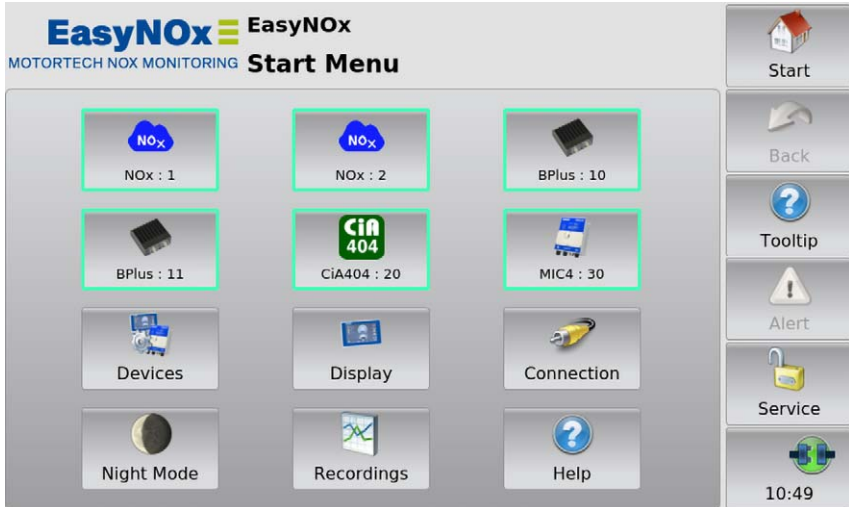 EasyNOx
EasyNOx
MOTORTECH NOX MONITORING
Start Menu
NOx
NOx : 1
NOx
NOx : 2
BPlus : 10
BPlus : 11
CiA
404
CiA404 : 20
MIC4 : 30
Devices
Display
Connection
Night Mode
Recordings
Help
Start
Back
Tooltip
Alert
Service
10:49